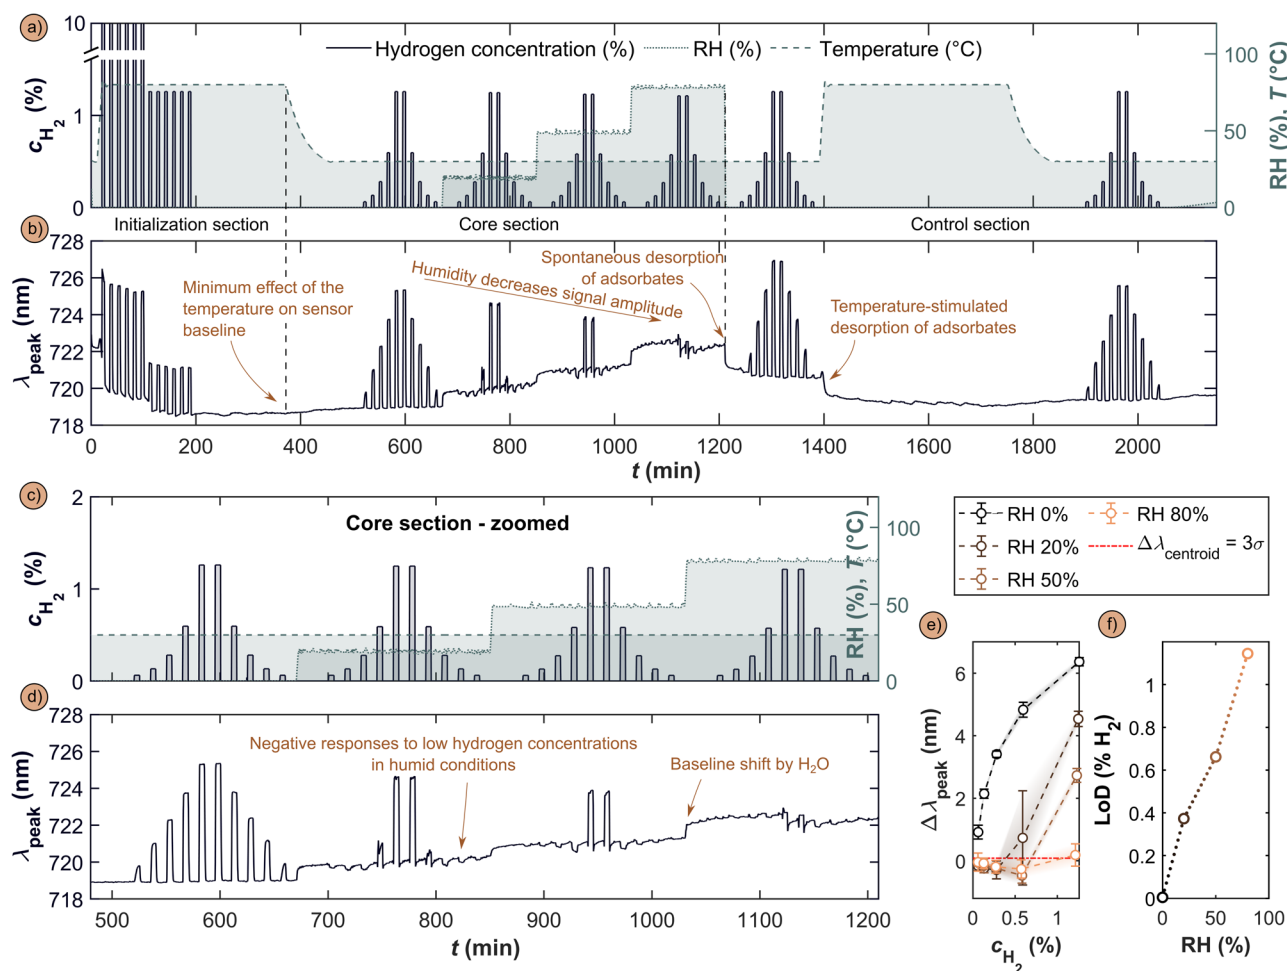 a)
10
1
0
c_H2 (%)
Hydrogen concentration (%)
RH (%)
Temperature (°C)
100
50
0
RH (%), T (°C)
Initialization section
Core section
Control section
b)
728
726
724
722
720
718
λ_peak (nm)
Minimum effect of the
temperature on sensor
baseline
Humidity decreases signal amplitude
Spontaneous desorption
of adsorbates
Temperature-stimulated
desorption of adsorbates
0 200 400 600 800 1000 1200 1400 1600 1800 2000
t (min)
c)
2
1
0
c_H2 (%)
Core section - zoomed
100
50
0
RH (%), T (°C)
d)
728
726
724
722
720
718
λ_peak (nm)
Negative responses to low hydrogen concentrations
in humid conditions
Baseline shift by H₂O
500 600 700 800 900 1000 1100 1200
t (min)
RH 0%
RH 20%
RH 50%
RH 80%
Δλ_centroid = 3σ
e)
6
4
2
0
Δλ_peak (nm)
0 0.5 1
c_H2 (%)
f)
1
0.8
0.6
0.4
0.2
0
LoD (% H₂)
0 50 100
RH (%)